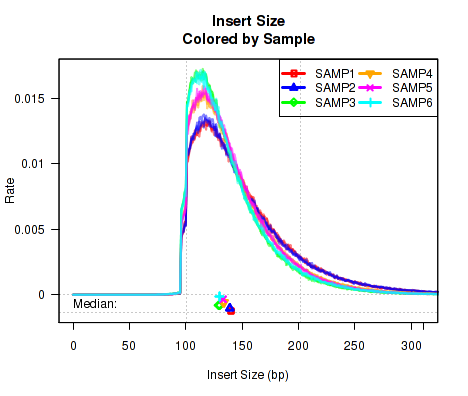 Insert Size
Colored by Sample
SAMP1 SAMP4
SAMP2 SAMP5
SAMP3 SAMP6
0.015
0.01
0.005
0
Rate
Median:
0 50 100 150 200 250 300
Insert Size (bp)